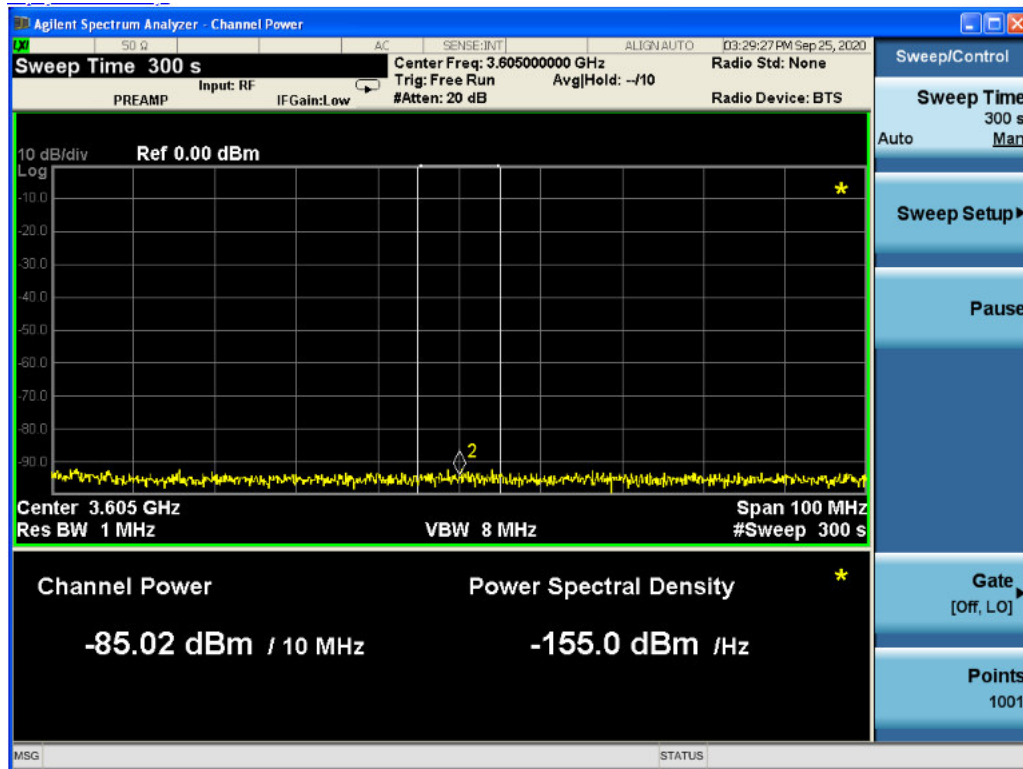 Agilent Spectrum Analyzer - Channel Power
LXI 50 Ω AC SENSE:INT ALIGN AUTO 03:29:27 PM Sep 25, 2020
Sweep Time 300 s
Center Freq: 3.605000000 GHz
Radio Std: None
Input: RF
Trig: Free Run Avg|Hold: --/10
PREAMP IFGain:Low #Atten: 20 dB Radio Device: BTS
10 dB/div Ref 0.00 dBm
Log
-10.0
-20.0
-30.0
-40.0
-50.0
-60.0
-70.0
-80.0
-90.0
*
2
Center 3.605 GHz Span 100 MHz
Res BW 1 MHz VBW 8 MHz #Sweep 300 s
Channel Power Power Spectral Density *
-85.02 dBm / 10 MHz -155.0 dBm /Hz
MSG STATUS
Sweep/Control
Sweep Time
300 s
Auto Man
Sweep Setup
Pause
Gate
[Off, LO]
Points
1001